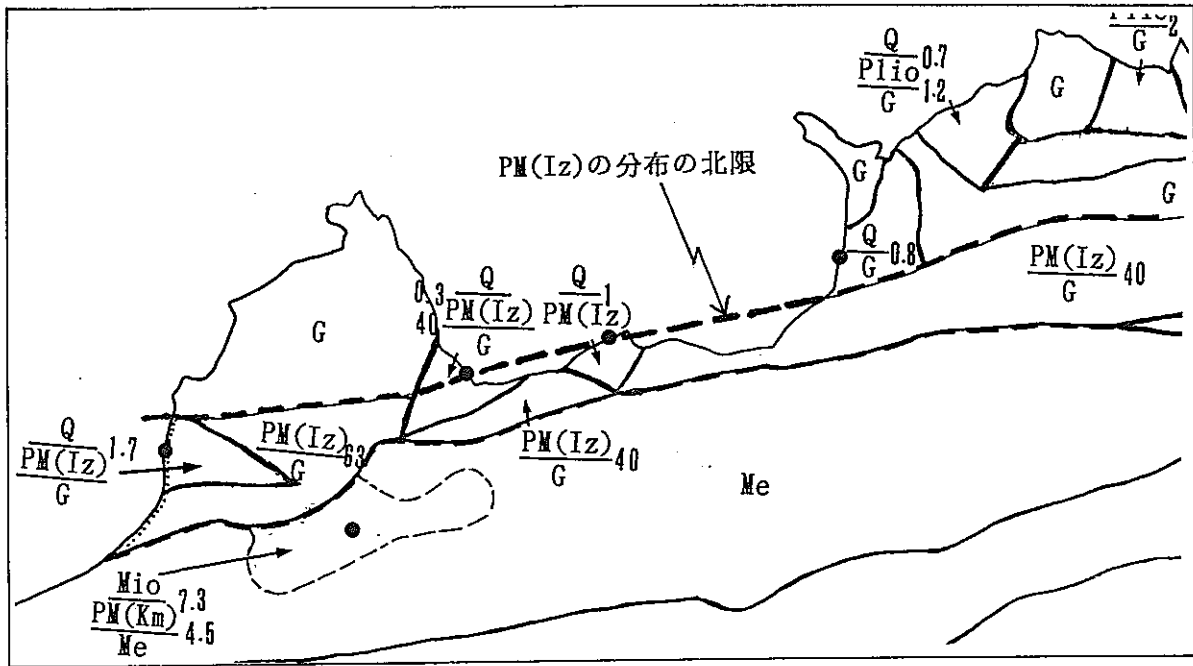 Plio 2
G
Q 0.7
Plio 1.2
G
G
G
G
PM(Iz)の分布の北限
Q 0.8
G
PM(Iz) 40
G
0.3 Q
40 PM(Iz)
G
Q 1
PM(Iz)
G
PM(Iz) 63
G
Q
PM(Iz) 1.7
G
PM(Iz) 40
G
Me
Mio 7.3
PM(Km) 4.5
Me